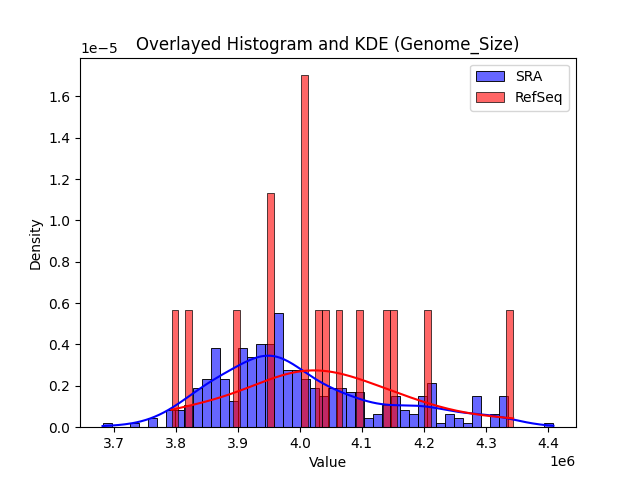 Overlayed Histogram and KDE (Genome_Size)
1e−5
SRA
RefSeq
1.6
1.4
1.2
1.0
0.8
0.6
0.4
0.2
0.0
Density
3.7 3.8 3.9 4.0 4.1 4.2 4.3 4.4
Value
1e6